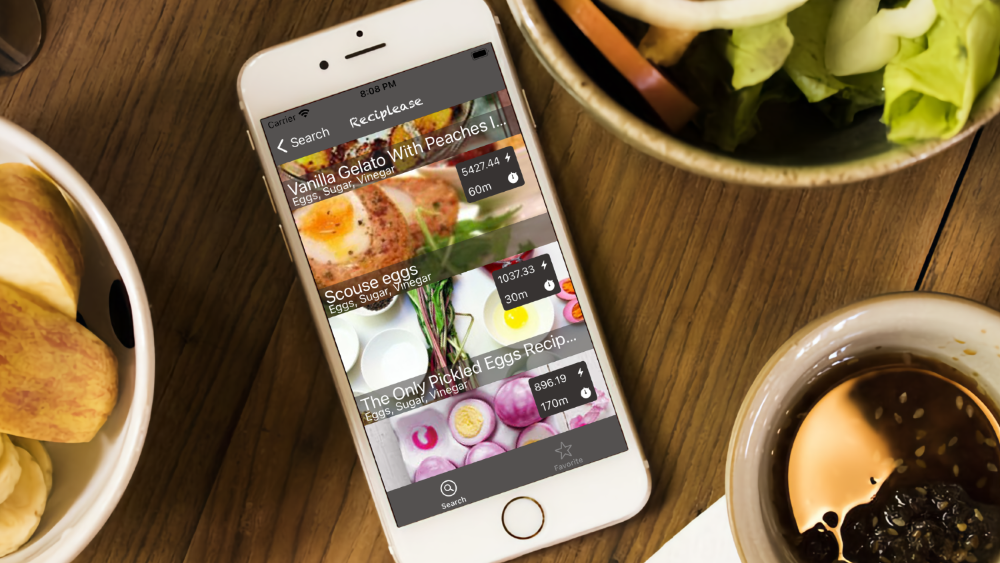 Carrier
8:08 PM
Search
Reciplease
Vanilla Gelato With Peaches I...
Eggs, Sugar, Vinegar
5427.44
60m
Scouse eggs
Eggs, Sugar, Vinegar
1037.33
30m
The Only Pickled Eggs Recip...
Eggs, Sugar, Vinegar
896.19
170m
Search
Favorite